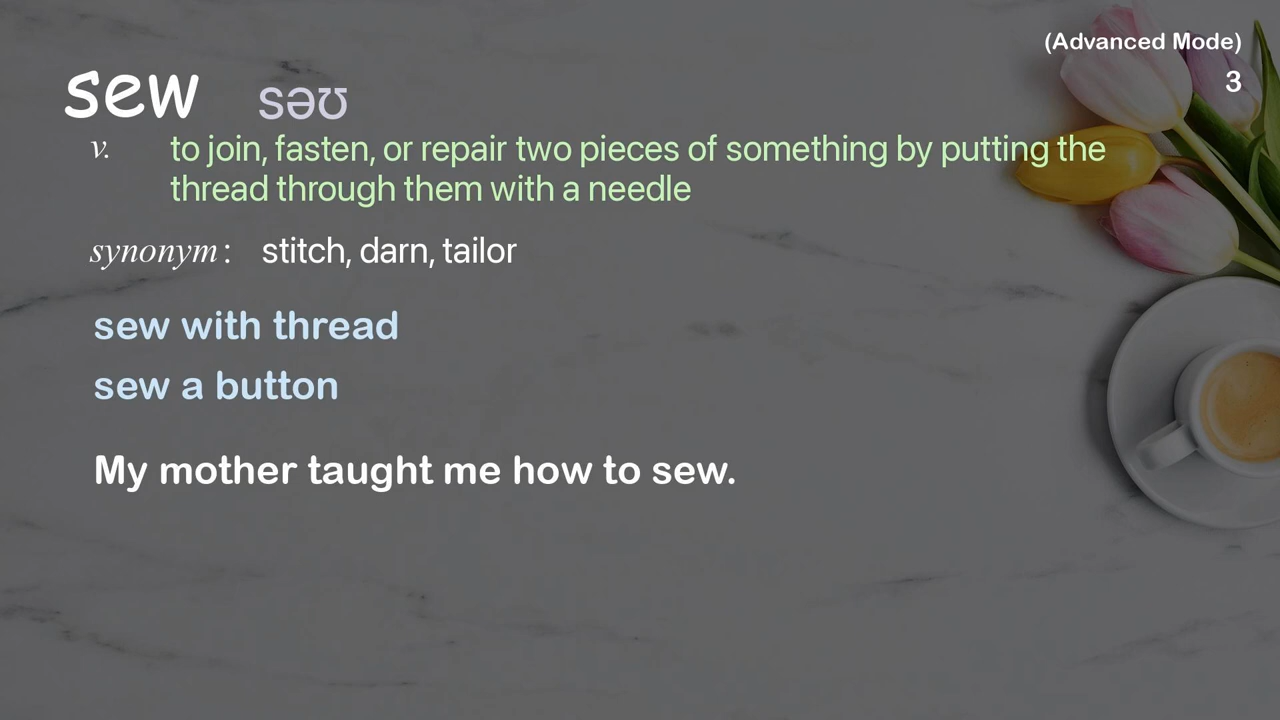 (Advanced Mode)
3
sew səʊ
v. to join, fasten, or repair two pieces of something by putting the
thread through them with a needle
synonym: stitch, darn, tailor
sew with thread
sew a button
My mother taught me how to sew.